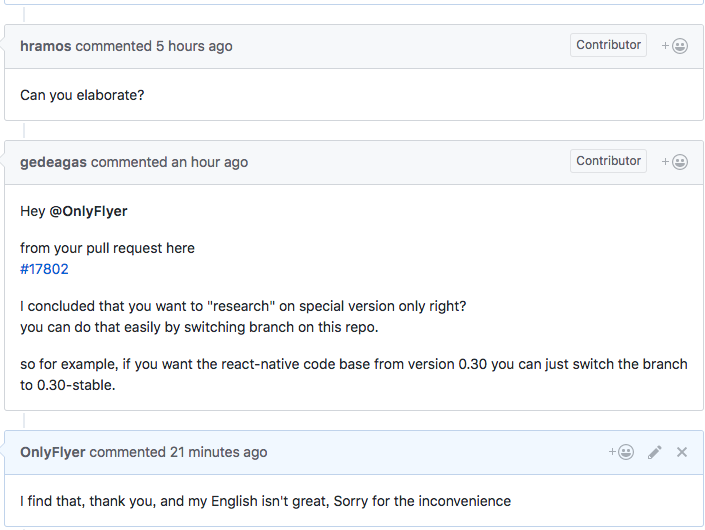 hramos commented 5 hours ago
Contributor
Can you elaborate?
gedeagas commented an hour ago
Contributor
Hey @OnlyFlyer
from your pull request here
#17802
I concluded that you want to "research" on special version only right?
you can do that easily by switching branch on this repo.
so for example, if you want the react-native code base from version 0.30 you can just switch the branch
to 0.30-stable.
OnlyFlyer commented 21 minutes ago
I find that, thank you, and my English isn't great, Sorry for the inconvenience